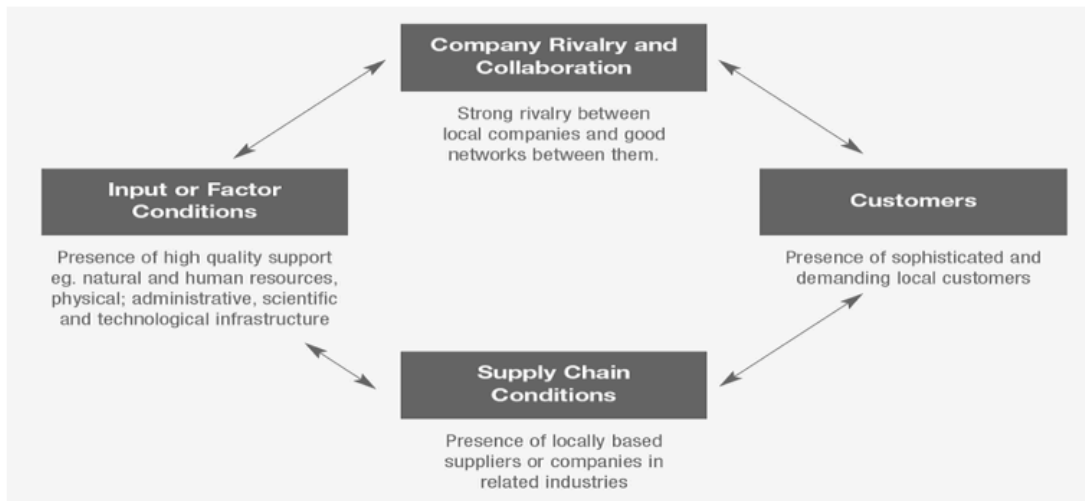 Company Rivalry and
Collaboration
Strong rivalry between
local companies and good
networks between them.
Input or Factor
Conditions
Presence of high quality support
eg. natural and human resources,
physical; administrative, scientific
and technological infrastructure
Customers
Presence of sophisticated and
demanding local customers
Supply Chain
Conditions
Presence of locally based
suppliers or companies in
related industries